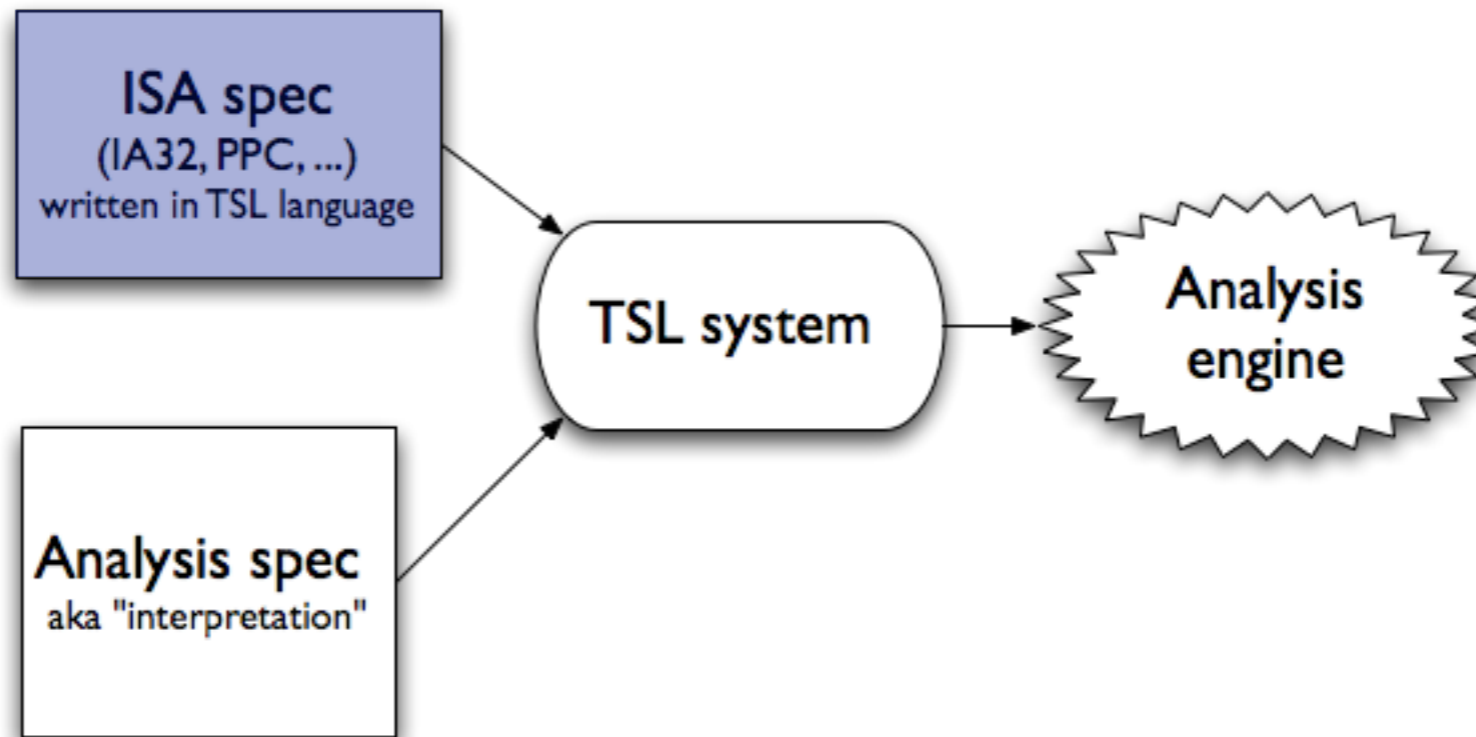 ISA spec
(IA32, PPC, ...)
written in TSL language
TSL system
Analysis
engine
Analysis spec
aka "interpretation"